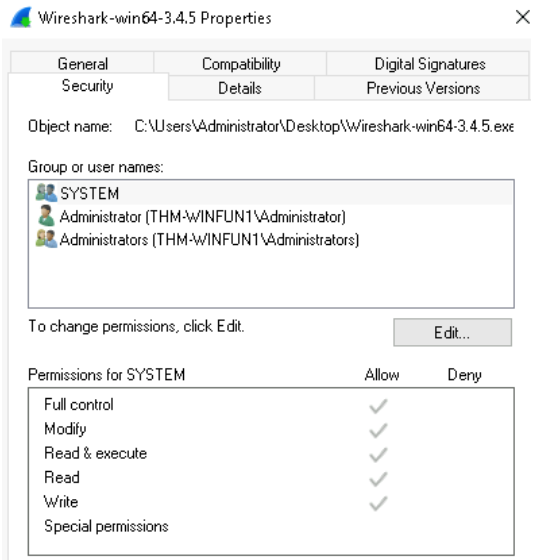 Wireshark-win64-3.4.5 Properties
General Compatibility Digital Signatures
Security Details Previous Versions
Object name: C:\Users\Administrator\Desktop\Wireshark-win64-3.4.5.exe
Group or user names:
SYSTEM
Administrator (THM-WINFUN1\Administrator)
Administrators (THM-WINFUN1\Administrators)
To change permissions, click Edit.
Edit...
Permissions for SYSTEM Allow Deny
Full control
Modify
Read & execute
Read
Write
Special permissions